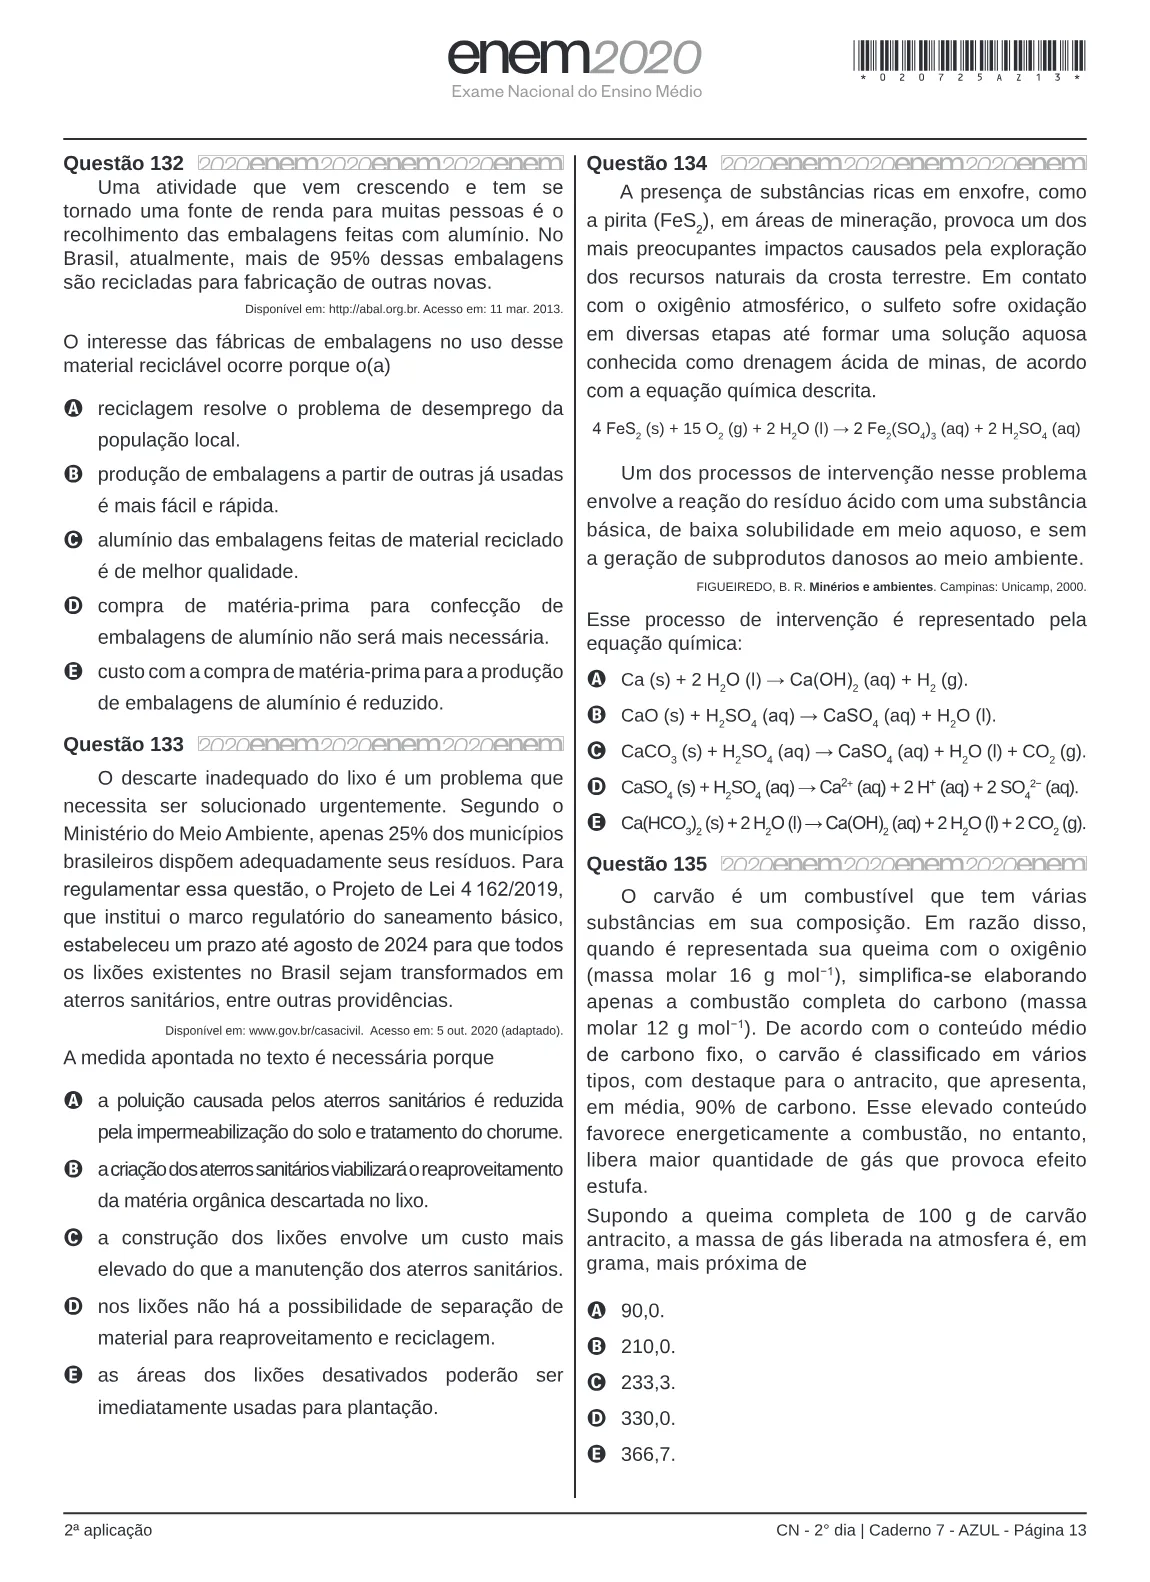 enem2020
Exame Nacional do Ensino Médio
*020725AZ13*
Questão 132 2020enem2020enem2020enem
Uma atividade que vem crescendo e tem se
tornado uma fonte de renda para muitas pessoas é o
recolhimento das embalagens feitas com alumínio. No
Brasil, atualmente, mais de 95% dessas embalagens
são recicladas para fabricação de outras novas.
Disponível em: http://abal.org.br. Acesso em: 11 mar. 2013.
O interesse das fábricas de embalagens no uso desse
material reciclável ocorre porque o(a)
A reciclagem resolve o problema de desemprego da
população local.
B produção de embalagens a partir de outras já usadas
é mais fácil e rápida.
C alumínio das embalagens feitas de material reciclado
é de melhor qualidade.
D compra de matéria-prima para confecção de
embalagens de alumínio não será mais necessária.
E custo com a compra de matéria-prima para a produção
de embalagens de alumínio é reduzido.
Questão 133 2020enem2020enem2020enem
O descarte inadequado do lixo é um problema que
necessita ser solucionado urgentemente. Segundo o
Ministério do Meio Ambiente, apenas 25% dos municípios
brasileiros dispõem adequadamente seus resíduos. Para
regulamentar essa questão, o Projeto de Lei 4 162/2019,
que institui o marco regulatório do saneamento básico,
estabeleceu um prazo até agosto de 2024 para que todos
os lixões existentes no Brasil sejam transformados em
aterros sanitários, entre outras providências.
Disponível em: www.gov.br/casacivil. Acesso em: 5 out. 2020 (adaptado).
A medida apontada no texto é necessária porque
A a poluição causada pelos aterros sanitários é reduzida
pela impermeabilização do solo e tratamento do chorume.
B a criação dos aterros sanitários viabilizará o reaproveitamento
da matéria orgânica descartada no lixo.
C a construção dos lixões envolve um custo mais
elevado do que a manutenção dos aterros sanitários.
D nos lixões não há a possibilidade de separação de
material para reaproveitamento e reciclagem.
E as áreas dos lixões desativados poderão ser
imediatamente usadas para plantação.
Questão 134 2020enem2020enem2020enem
A presença de substâncias ricas em enxofre, como
a pirita (FeS₂), em áreas de mineração, provoca um dos
mais preocupantes impactos causados pela exploração
dos recursos naturais da crosta terrestre. Em contato
com o oxigênio atmosférico, o sulfeto sofre oxidação
em diversas etapas até formar uma solução aquosa
conhecida como drenagem ácida de minas, de acordo
com a equação química descrita.
4 FeS₂ (s) + 15 O₂ (g) + 2 H₂O (l) → 2 Fe₂(SO₄)₃ (aq) + 2 H₂SO₄ (aq)
Um dos processos de intervenção nesse problema
envolve a reação do resíduo ácido com uma substância
básica, de baixa solubilidade em meio aquoso, e sem
a geração de subprodutos danosos ao meio ambiente.
FIGUEIREDO, B. R. Minérios e ambientes. Campinas: Unicamp, 2000.
Esse processo de intervenção é representado pela
equação química:
A Ca (s) + 2 H₂O (l) → Ca(OH)₂ (aq) + H₂ (g).
B CaO (s) + H₂SO₄ (aq) → CaSO₄ (aq) + H₂O (l).
C CaCO₃ (s) + H₂SO₄ (aq) → CaSO₄ (aq) + H₂O (l) + CO₂ (g).
D CaSO₄ (s) + H₂SO₄ (aq) → Ca²⁺ (aq) + 2 H⁺ (aq) + 2 SO₄²⁻ (aq).
E Ca(HCO₃)₂ (s) + 2 H₂O (l) → Ca(OH)₂ (aq) + 2 H₂O (l) + 2 CO₂ (g).
Questão 135 2020enem2020enem2020enem
O carvão é um combustível que tem várias
substâncias em sua composição. Em razão disso,
quando é representada sua queima com o oxigênio
(massa molar 16 g mol⁻¹), simplifica-se elaborando
apenas a combustão completa do carbono (massa
molar 12 g mol⁻¹). De acordo com o conteúdo médio
de carbono fixo, o carvão é classificado em vários
tipos, com destaque para o antracito, que apresenta,
em média, 90% de carbono. Esse elevado conteúdo
favorece energeticamente a combustão, no entanto,
libera maior quantidade de gás que provoca efeito
estufa.
Supondo a queima completa de 100 g de carvão
antracito, a massa de gás liberada na atmosfera é, em
grama, mais próxima de
A 90,0.
B 210,0.
C 233,3.
D 330,0.
E 366,7.
2ª aplicação
CN - 2° dia | Caderno 7 - AZUL - Página 13